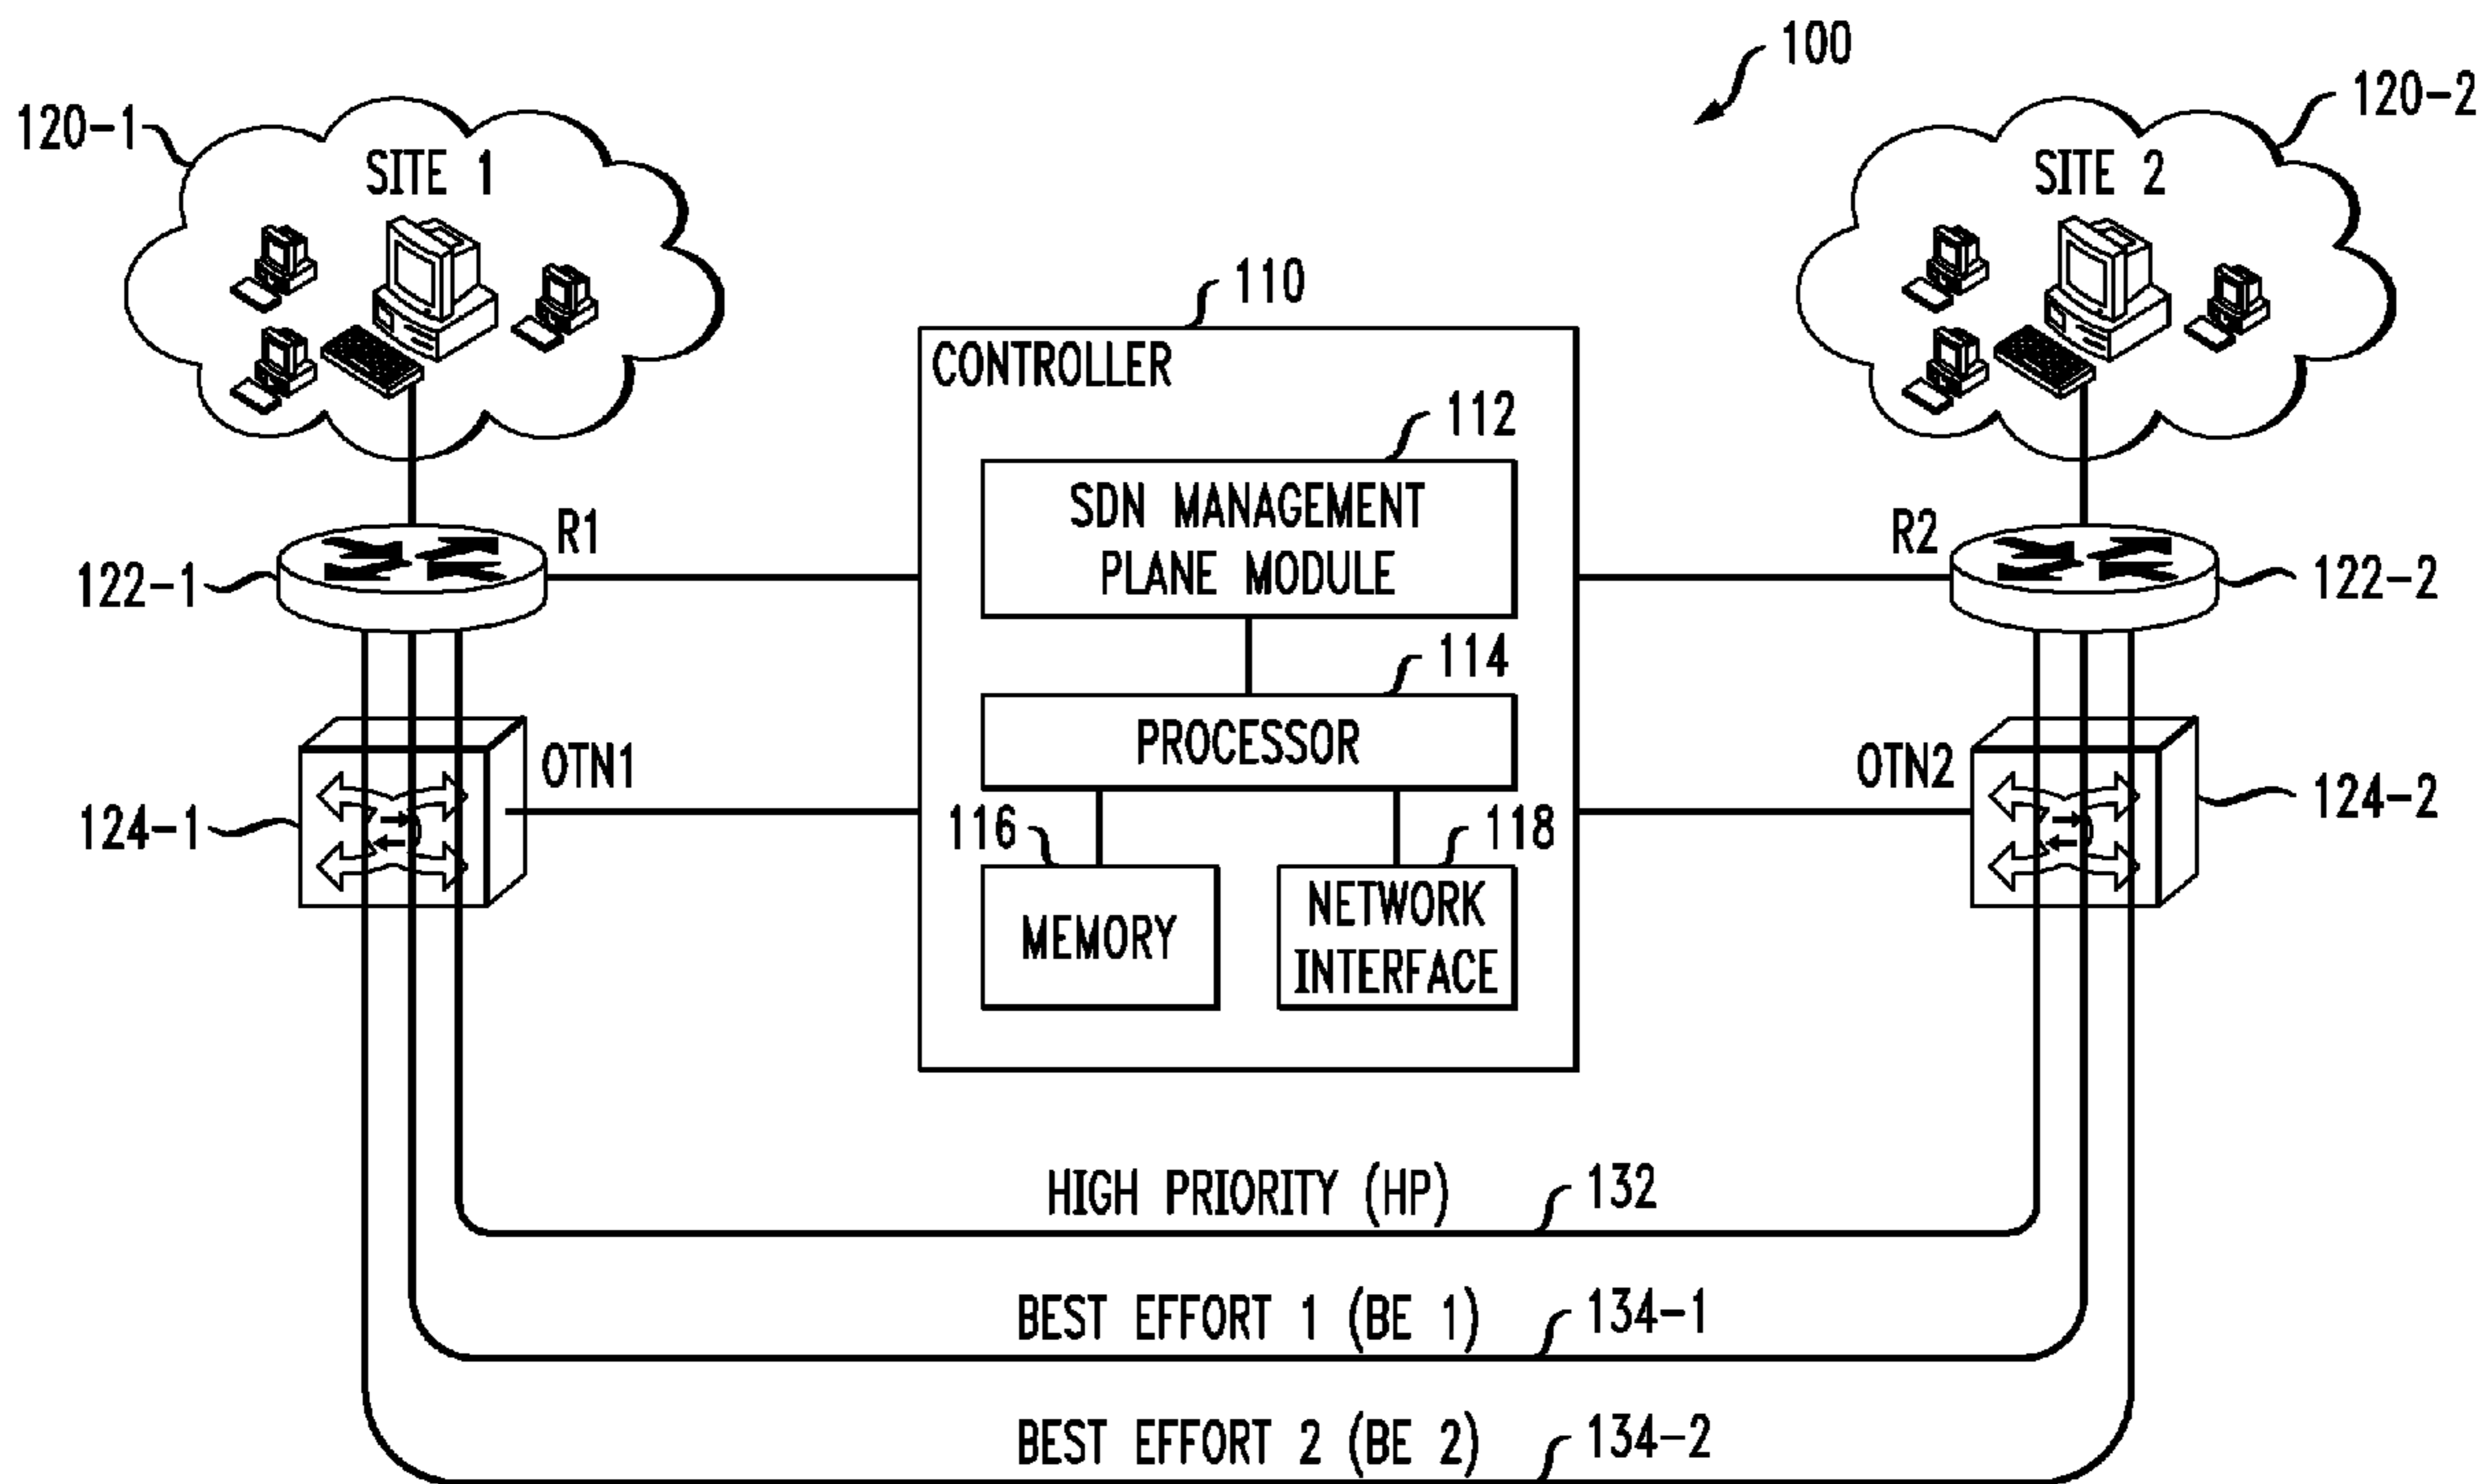 100
120-1
SITE 1
120-2
SITE 2
110
CONTROLLER
112
SDN MANAGEMENT
PLANE MODULE
R1
122-1
R2
122-2
114
PROCESSOR
OTN1
124-1
OTN2
124-2
116
MEMORY
118
NETWORK
INTERFACE
HIGH PRIORITY (HP)
132
BEST EFFORT 1 (BE 1)
134-1
BEST EFFORT 2 (BE 2)
134-2